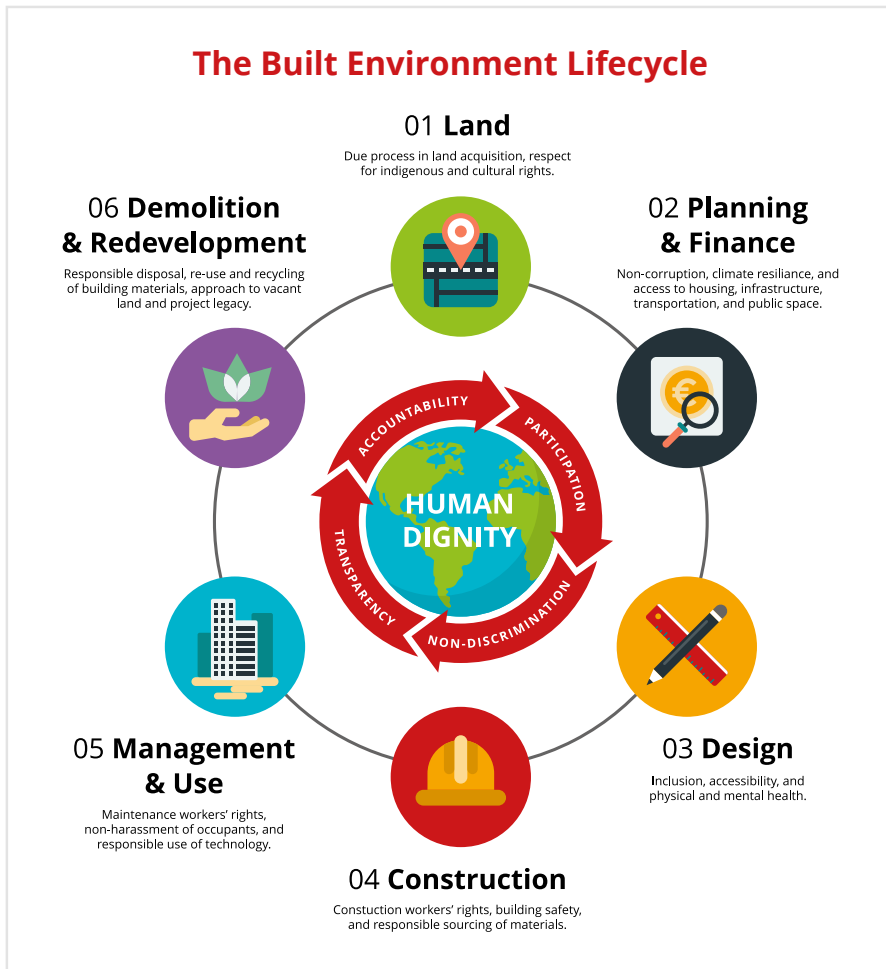 The Built Environment Lifecycle
01 Land
Due process in land acquisition, respect
for indigenous and cultural rights.
02 Planning
& Finance
Non-corruption, climate resiliance, and
access to housing, infrastructure,
transportation, and public space.
03 Design
Inclusion, accessibility, and
physical and mental health.
04 Construction
Constuction workers’ rights, building safety,
and responsible sourcing of materials.
05 Management
& Use
Maintenance workers’ rights,
non-harassment of occupants, and
responsible use of technology.
06 Demolition
& Redevelopment
Responsible disposal, re-use and recycling
of building materials, approach to vacant
land and project legacy.
ACCOUNTABILITY
PARTICIPATION
NON-DISCRIMINATION
TRANSPARENCY
HUMAN
DIGNITY
€